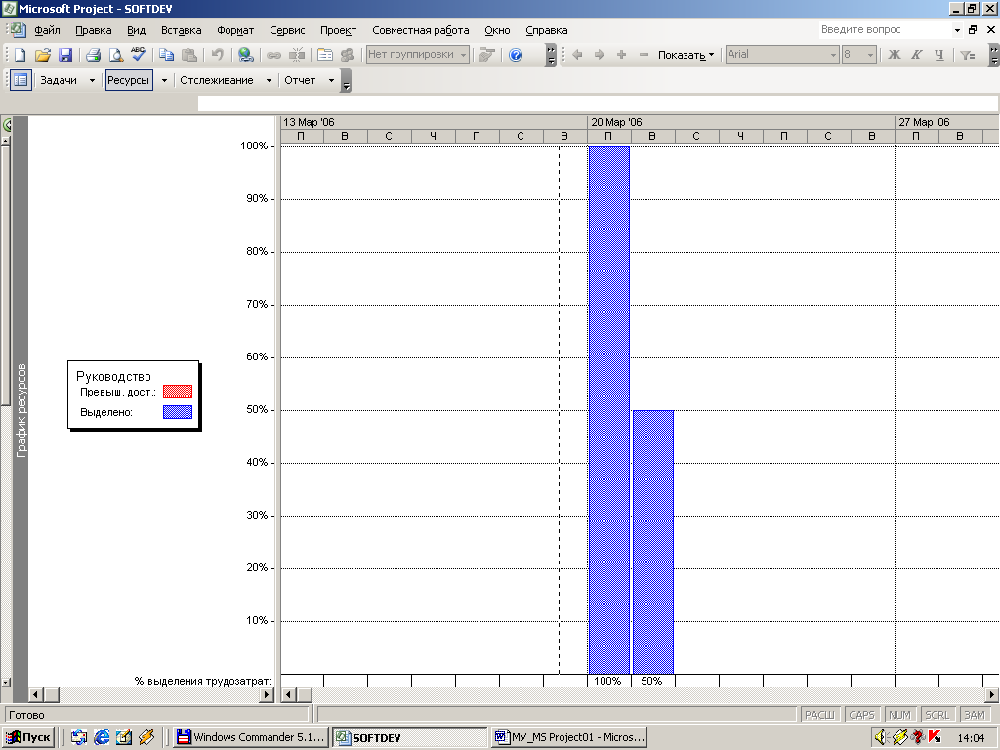 Microsoft Project - SOFTDEV
Файл Правка Вид Вставка Формат Сервис Проект Совместная работа Окно Справка Введите вопрос
ABC Нет группировки Показать Arial 8 Ж К Ч
Задачи Ресурсы Отслеживание Отчет
13 Мар '06 20 Мар '06 27 Мар '06
П В С Ч П С В П В С Ч П С В П В
100%
90%
80%
70%
60%
50%
40%
30%
20%
10%
График ресурсов
Руководство
Превыш. дост.:
Выделено:
% выделения трудозатрат: 100% 50%
Готово РАСШ CAPS NUM SCRL ЗАМ
Пуск Windows Commander 5.1... SOFTDEV МУ_MS Project01 - Micros... 14:04